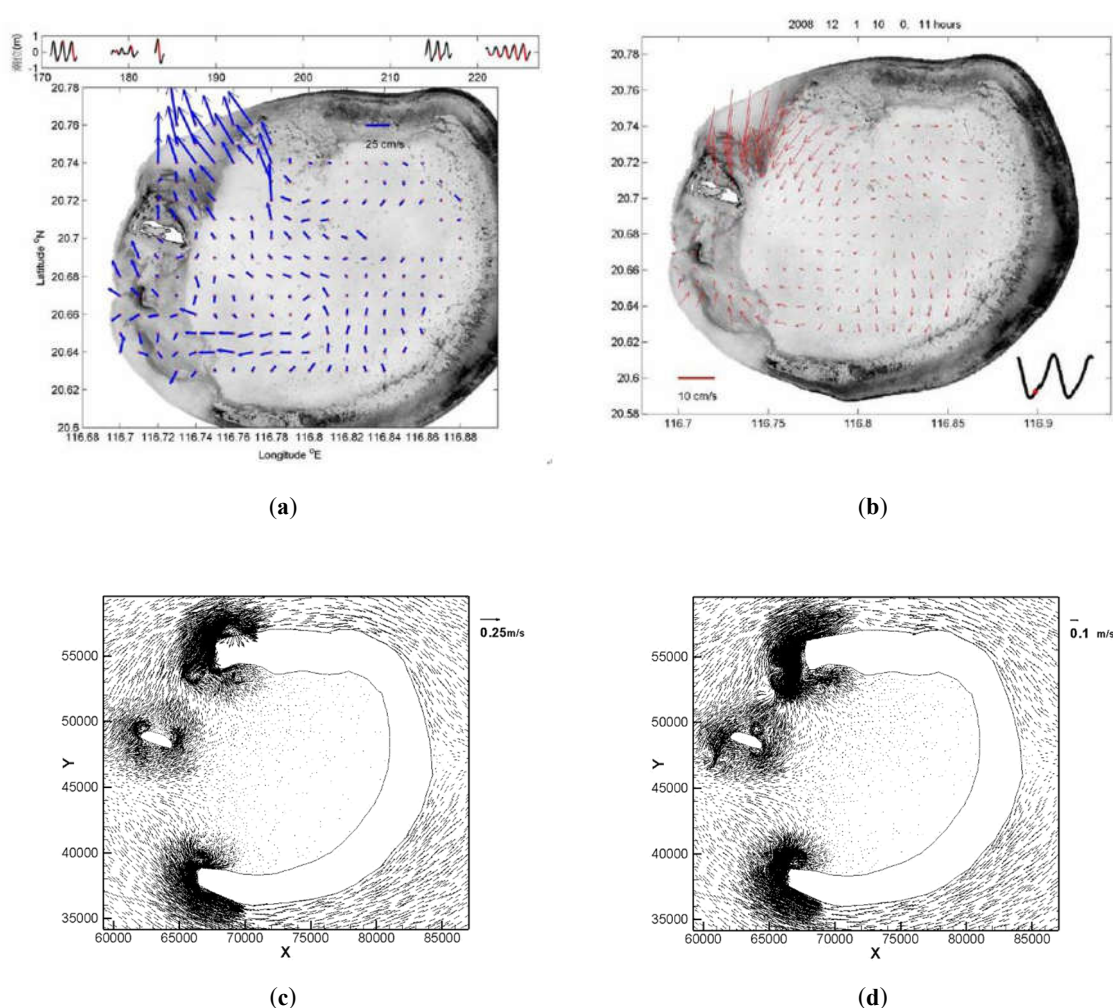 潮位(m)
1
0
-1
170 180 190 200 210 220
20.78
20.76
20.74
20.72
20.7
20.68
20.66
20.64
20.62
20.6
Latitude °N
25 cm/s
116.68 116.7 116.72 116.74 116.76 116.78 116.8 116.82 116.84 116.86 116.88
Longitude °E
(a)
2008 12 1 10 0, 11 hours
20.78
20.76
20.74
20.72
20.7
20.68
20.66
20.64
20.62
20.6
20.58
10 cm/s
116.7 116.75 116.8 116.85 116.9
(b)
0.25m/s
55000
50000
45000
40000
35000
Y
60000 65000 70000 75000 80000 85000
X
(c)
0.1 m/s
55000
50000
45000
40000
35000
Y
60000 65000 70000 75000 80000 85000
X
(d)